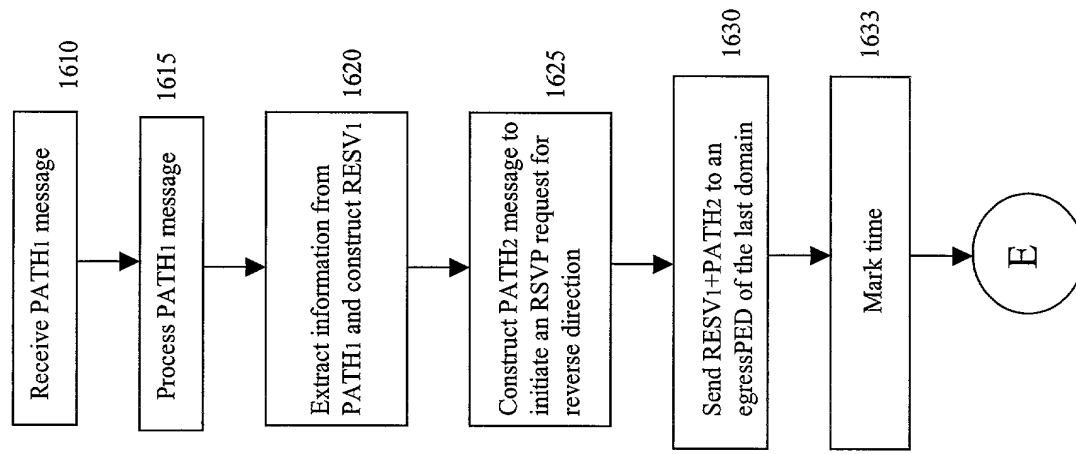 Receive PATH1 message
1610
Process PATH1 message
1615
Extract information from
PATH1 and construct RESV1
1620
Construct PATH2 message to
initiate an RSVP request for
reverse direction
1625
Send RESV1+PATH2 to an
egressPED of the last domain
1630
Mark time
1633
E